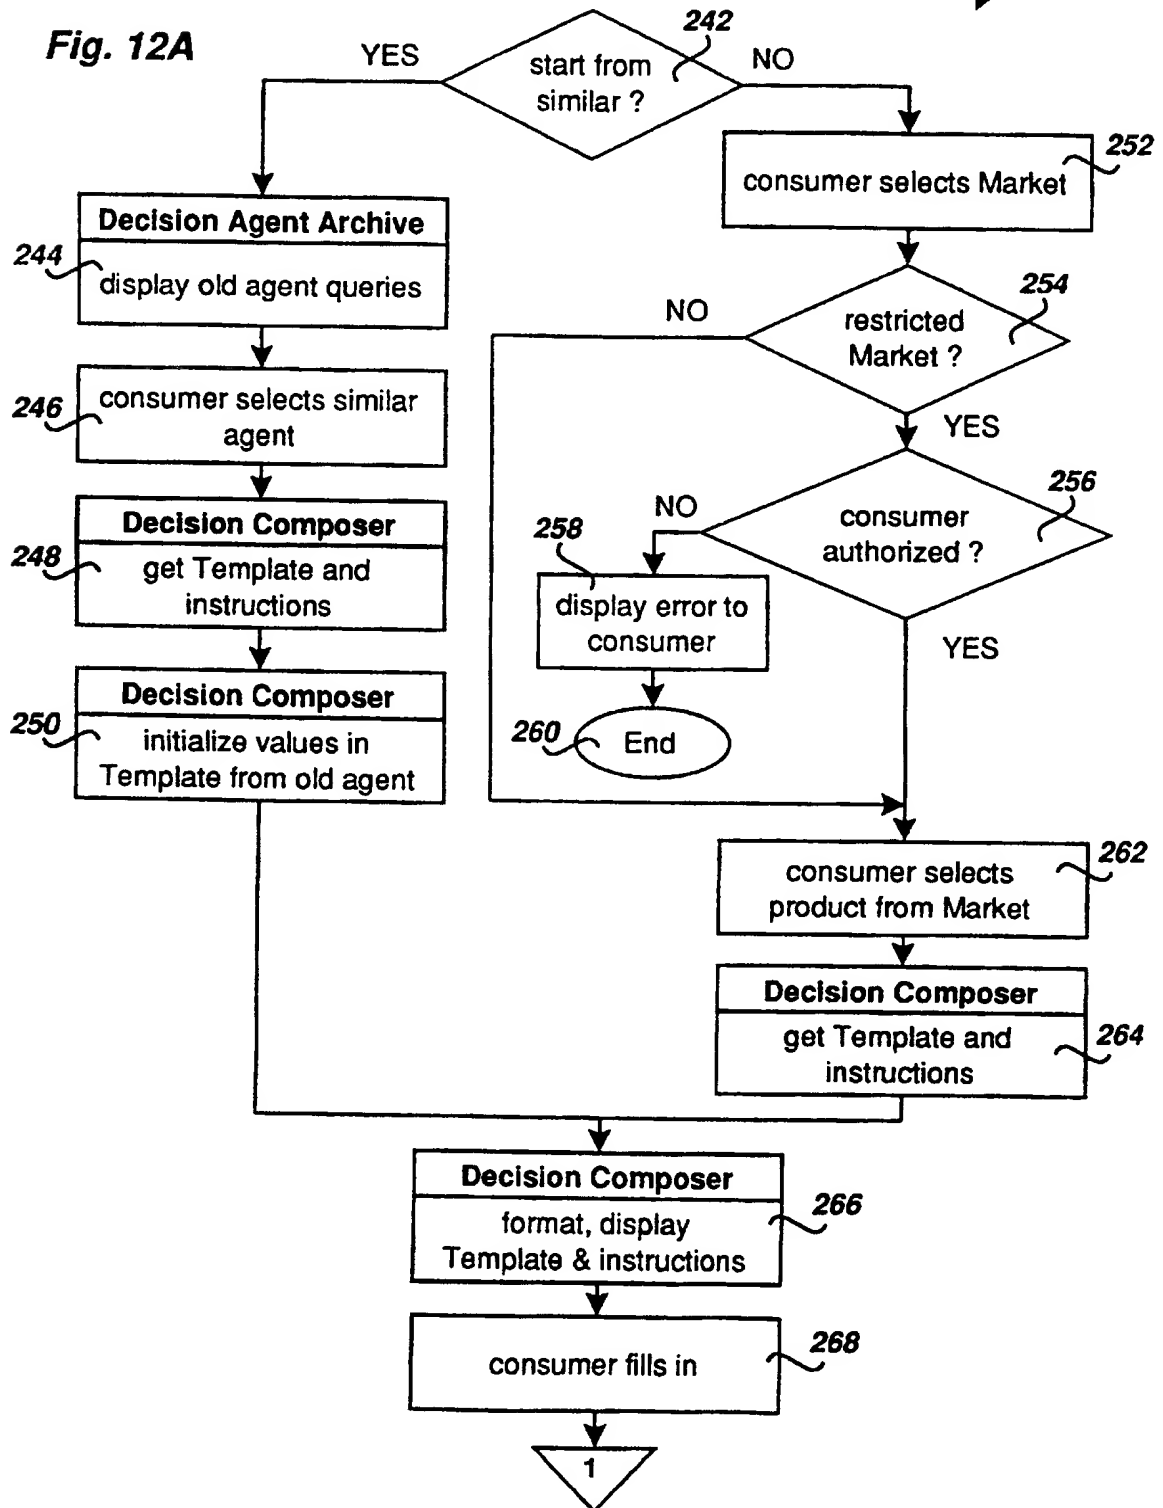 Fig. 12A
242
YES
start from
similar ?
NO
252
consumer selects Market
Decision Agent Archive
244
display old agent queries
254
NO
restricted
Market ?
YES
246
consumer selects similar
agent
256
NO
consumer
authorized ?
258
Decision Composer
248
get Template and
instructions
display error to
consumer
YES
Decision Composer
250
initialize values in
Template from old agent
260
End
262
consumer selects
product from Market
Decision Composer
264
get Template and
instructions
Decision Composer
266
format, display
Template & instructions
268
consumer fills in
1